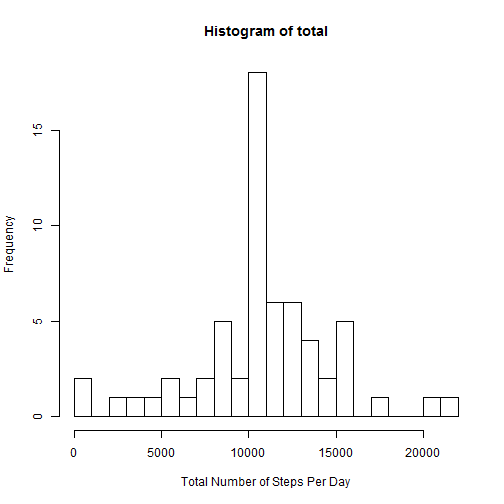 Histogram of total
15
10
5
0
Frequency
0 5000 10000 15000 20000
Total Number of Steps Per Day